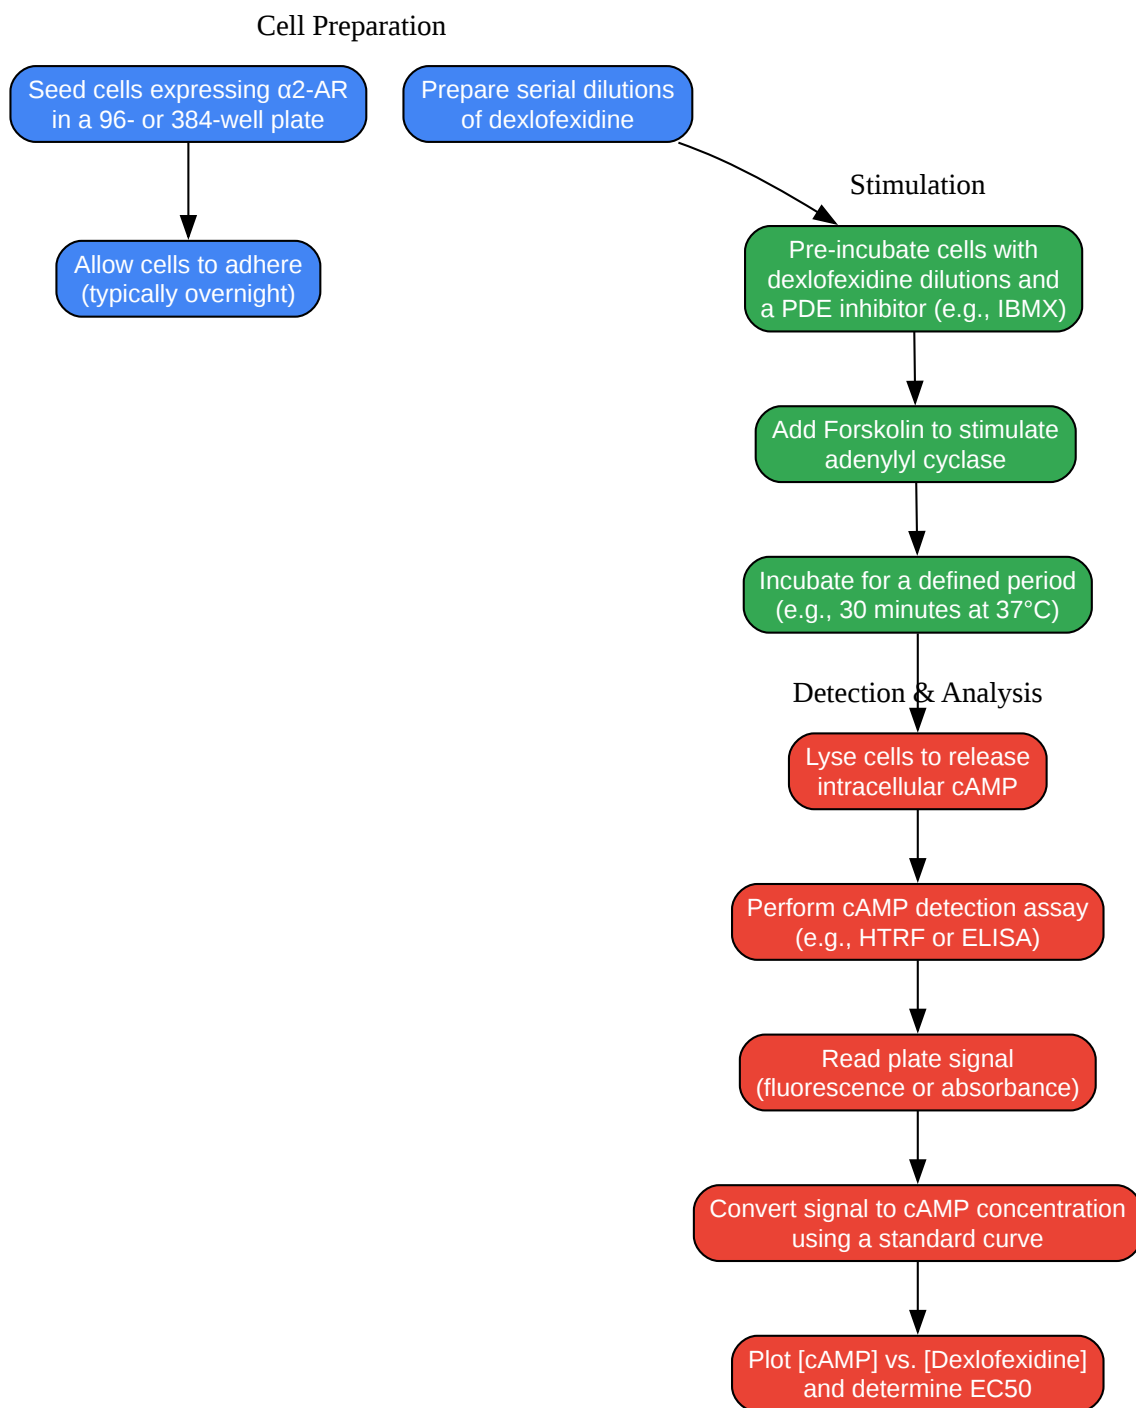 Cell Preparation
Seed cells expressing α2-AR
in a 96- or 384-well plate
Prepare serial dilutions
of dexlofexidine
Allow cells to adhere
(typically overnight)
Stimulation
Pre-incubate cells with
dexlofexidine dilutions and
a PDE inhibitor (e.g., IBMX)
Add Forskolin to stimulate
adenylyl cyclase
Incubate for a defined period
(e.g., 30 minutes at 37°C)
Detection & Analysis
Lyse cells to release
intracellular cAMP
Perform cAMP detection assay
(e.g., HTRF or ELISA)
Read plate signal
(fluorescence or absorbance)
Convert signal to cAMP concentration
using a standard curve
Plot [cAMP] vs. [Dexlofexidine]
and determine EC50